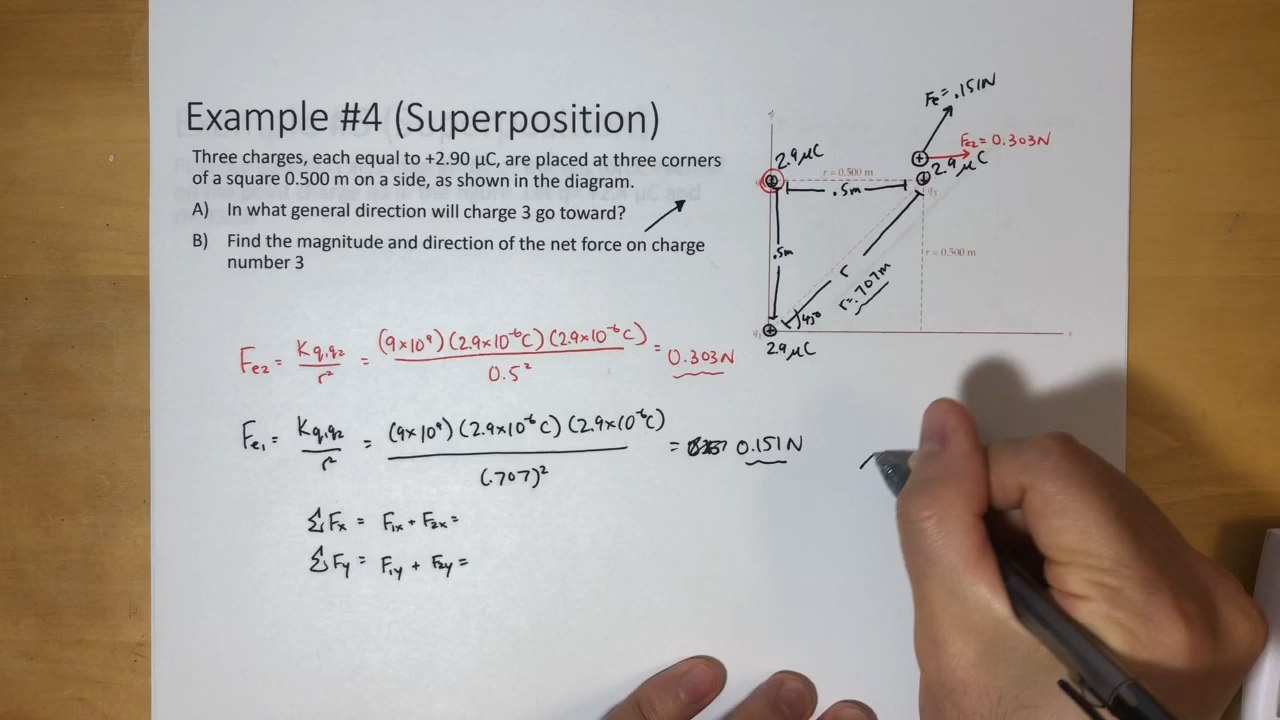 Example #4 (Superposition)
Three charges, each equal to +2.90 µC, are placed at three corners
of a square 0.500 m on a side, as shown in the diagram.
A) In what general direction will charge 3 go toward?
B) Find the magnitude and direction of the net force on charge
number 3
Fe2 = Kq1q2/r² = (9×10⁹)(2.9×10⁻⁶C)(2.9×10⁻⁶C)/0.5² = 0.303N
Fe1 = Kq1q2/r² = (9×10⁹)(2.9×10⁻⁶C)(2.9×10⁻⁶C)/(.707)² = 0.151N
ΣFx = F1x + F2x =
ΣFy = F1y + F2y =
Fe = .151N
Fe2 = 0.303N
2.9µC
2.9µC
r = 0.500 m
.5m
q3
.5m
r = 0.500 m
r
r=.707m
45°
2.9µC